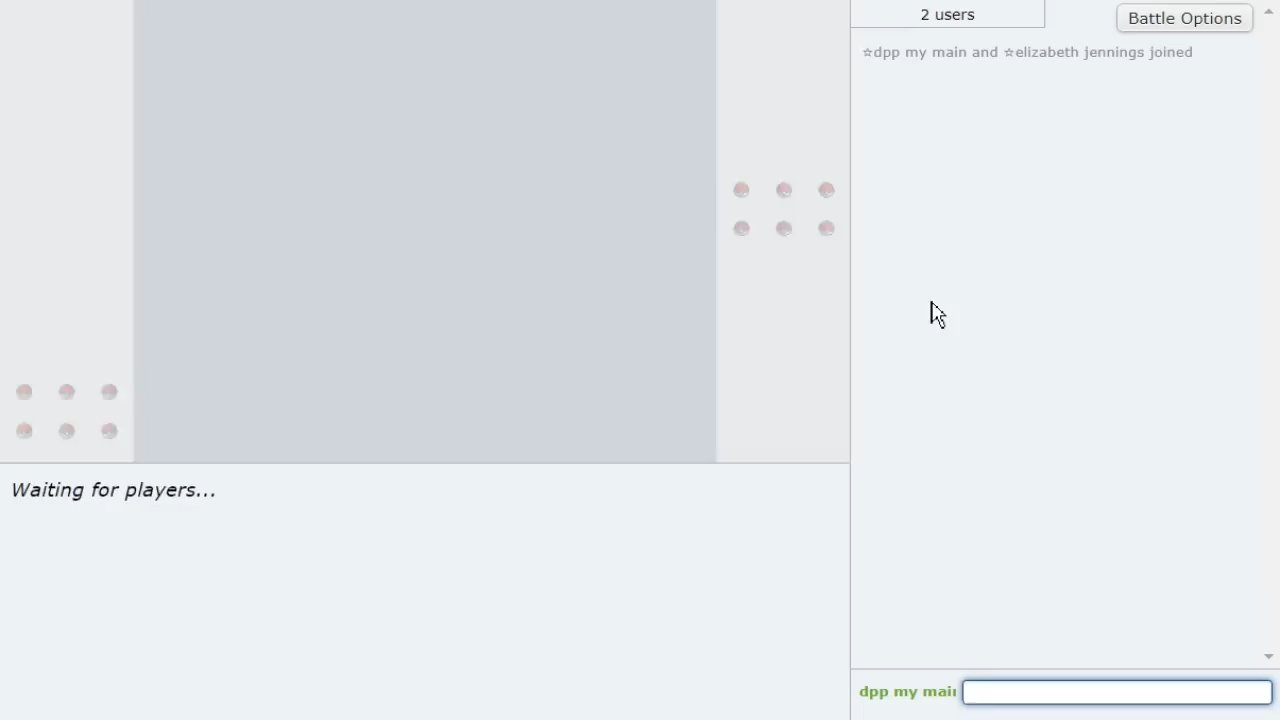 2 users
Battle Options
☆dpp my main and ☆elizabeth jennings joined
Waiting for players...
dpp my mai